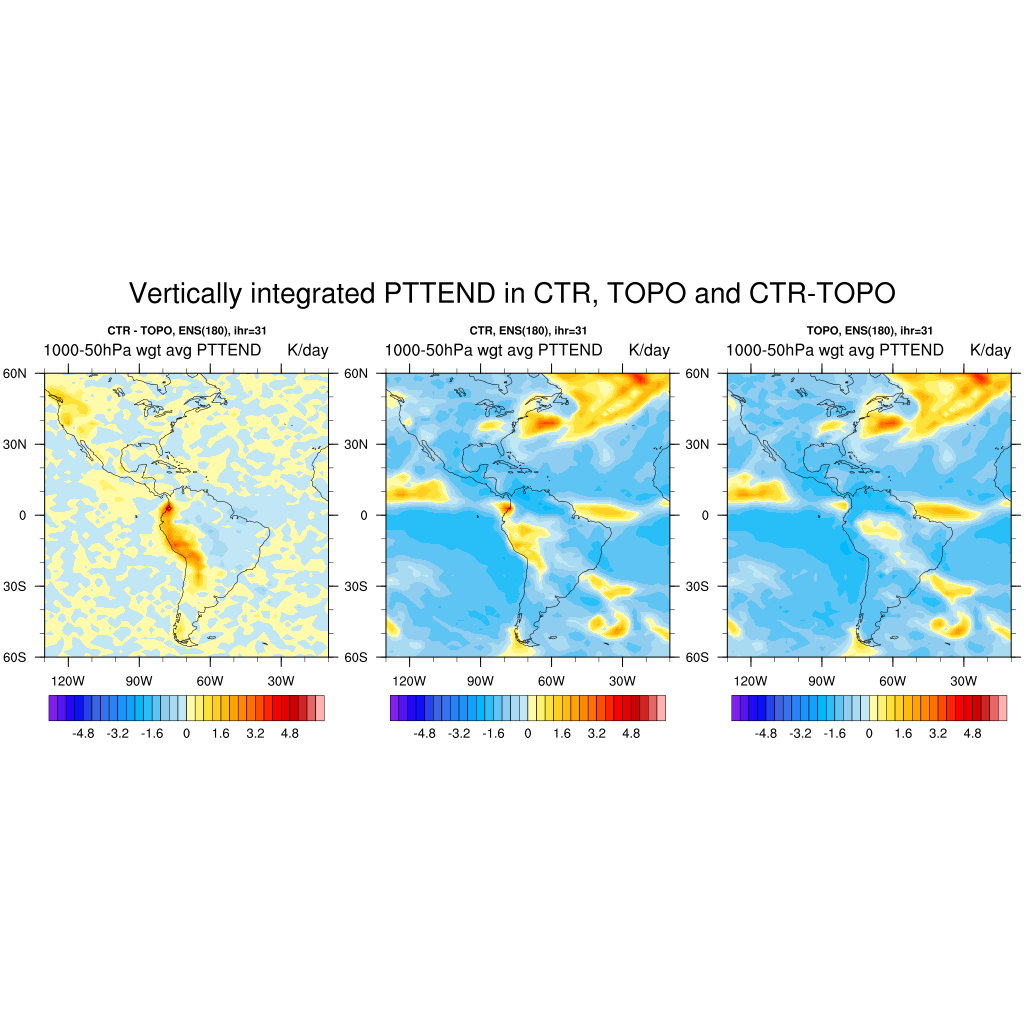 Vertically integrated PTTEND in CTR, TOPO and CTR-TOPO
CTR - TOPO, ENS(180), ihr=31
1000-50hPa wgt avg PTTEND K/day
60N
30N
0
30S
60S
120W 90W 60W 30W
-4.8 -3.2 -1.6 0 1.6 3.2 4.8
CTR, ENS(180), ihr=31
1000-50hPa wgt avg PTTEND K/day
60N
30N
0
30S
60S
120W 90W 60W 30W
-4.8 -3.2 -1.6 0 1.6 3.2 4.8
TOPO, ENS(180), ihr=31
1000-50hPa wgt avg PTTEND K/day
60N
30N
0
30S
60S
120W 90W 60W 30W
-4.8 -3.2 -1.6 0 1.6 3.2 4.8